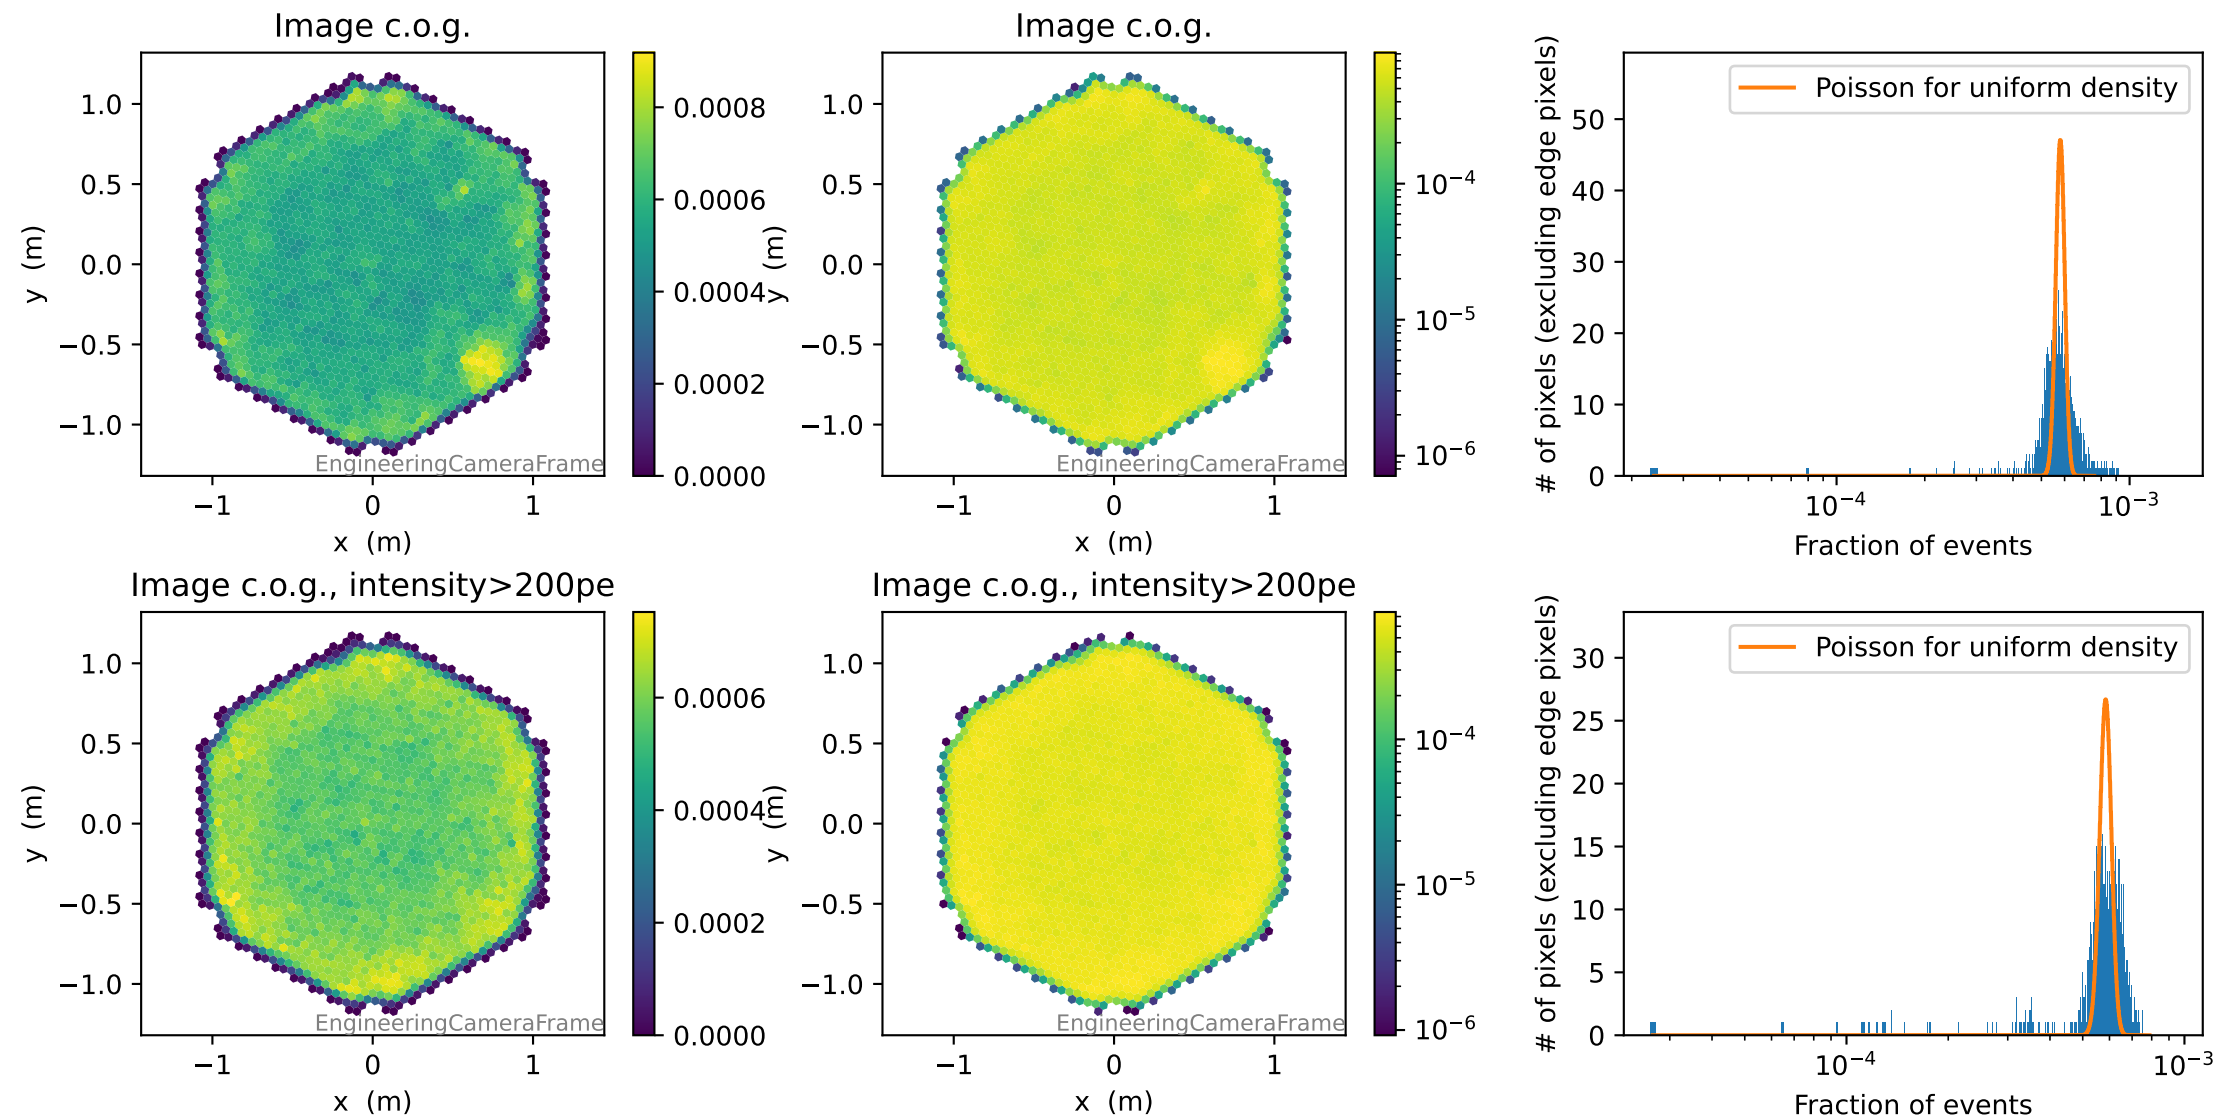 Image c.o.g.
1.0
0.5
0.0
−0.5
−1.0
y (m)
−1
0
1
x (m)
EngineeringCameraFrame
0.0008
0.0006
0.0004
0.0002
0.0000
Image c.o.g.
1.0
0.5
0.0
−0.5
−1.0
y (m)
−1
0
1
x (m)
EngineeringCameraFrame
10⁻⁴
10⁻⁵
10⁻⁶
Poisson for uniform density
50
40
30
20
10
0
# of pixels (excluding edge pixels)
10⁻⁴
10⁻³
Fraction of events
Image c.o.g., intensity>200pe
1.0
0.5
0.0
−0.5
−1.0
y (m)
−1
0
1
x (m)
EngineeringCameraFrame
0.0006
0.0004
0.0002
0.0000
Image c.o.g., intensity>200pe
1.0
0.5
0.0
−0.5
−1.0
y (m)
−1
0
1
x (m)
EngineeringCameraFrame
10⁻⁴
10⁻⁵
10⁻⁶
Poisson for uniform density
30
25
20
15
10
5
0
# of pixels (excluding edge pixels)
10⁻⁴
10⁻³
Fraction of events